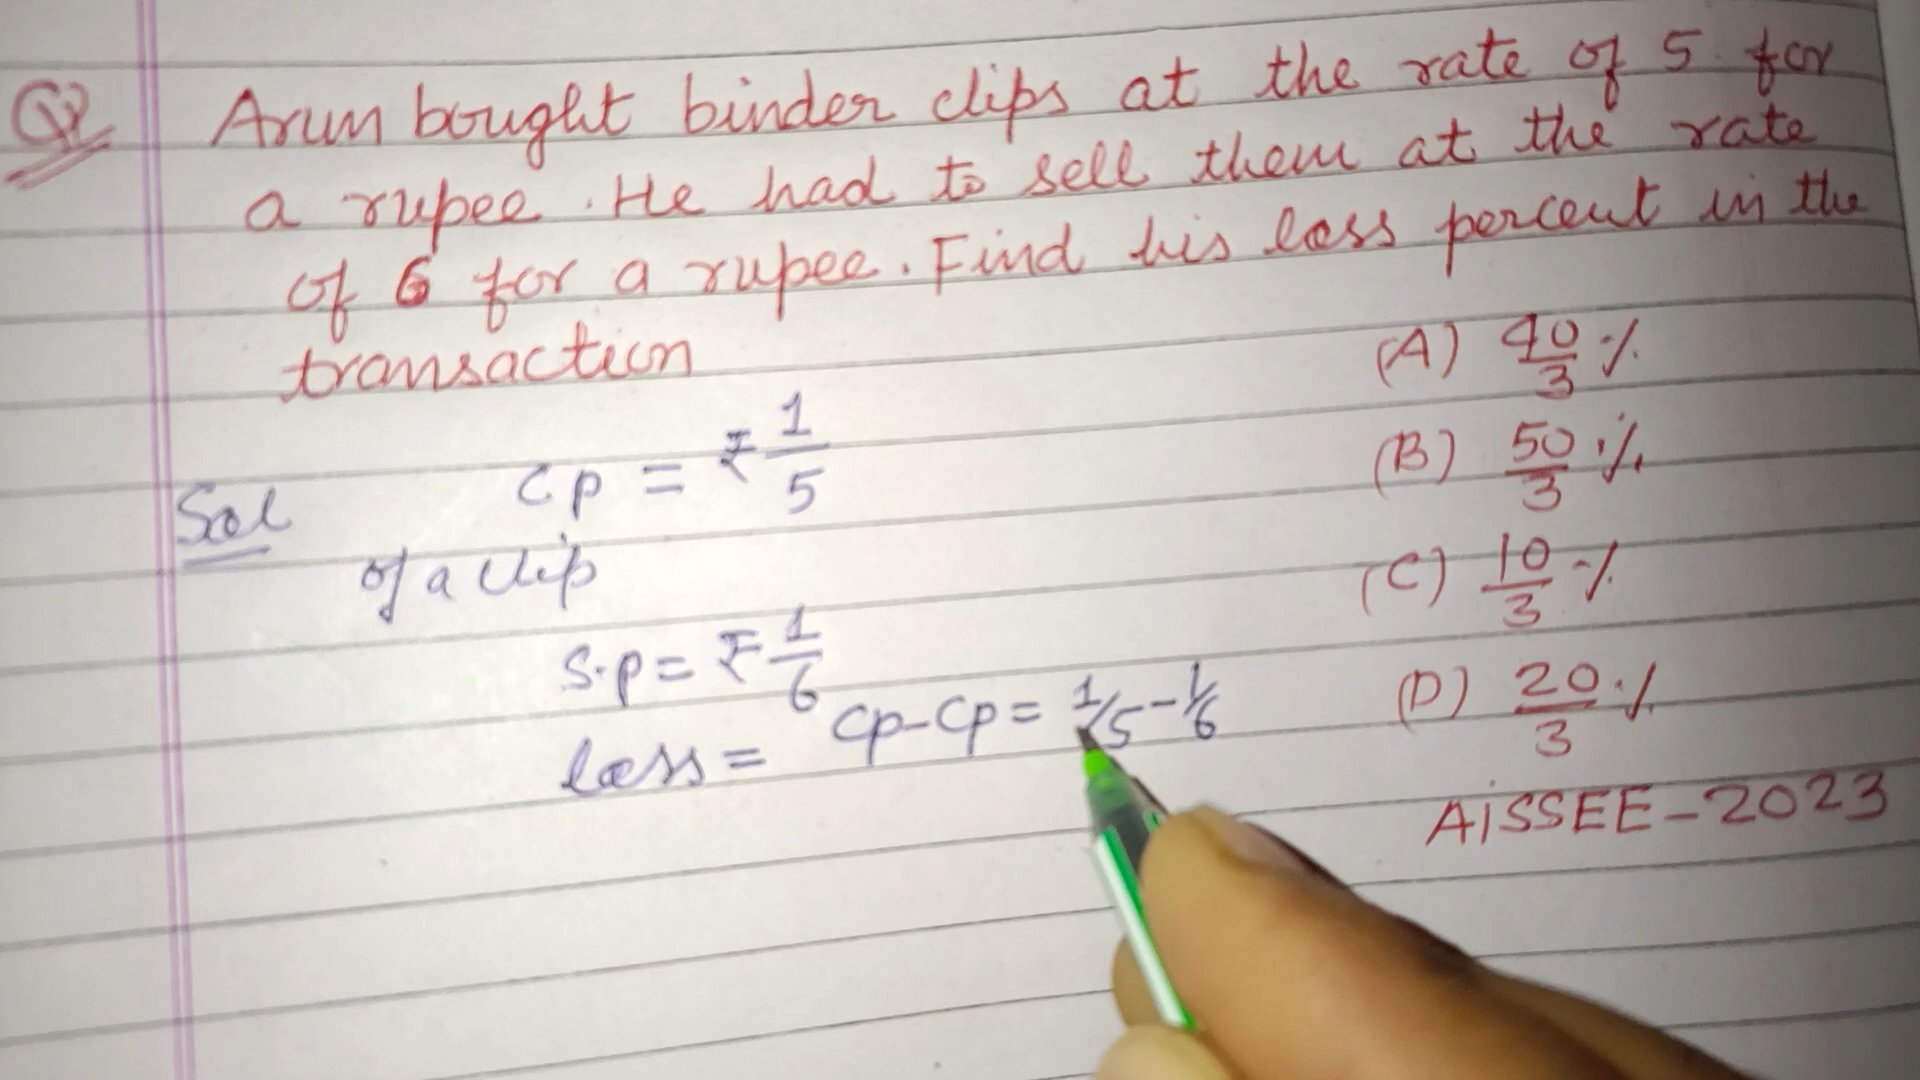 Q Arun bought binder clips at the rate of 5 for
a rupee. He had to sell them at the rate
of 6 for a rupee. Find his loss percent in the
transaction
(A) 40/3 %
(B) 50/3 %
(C) 10/3 %
(D) 20/3 %
AiSSEE-2023
Sol CP = ₹ 1/5
of a clip
S.P = ₹ 1/6
loss = CP-CP = 1/5 - 1/6